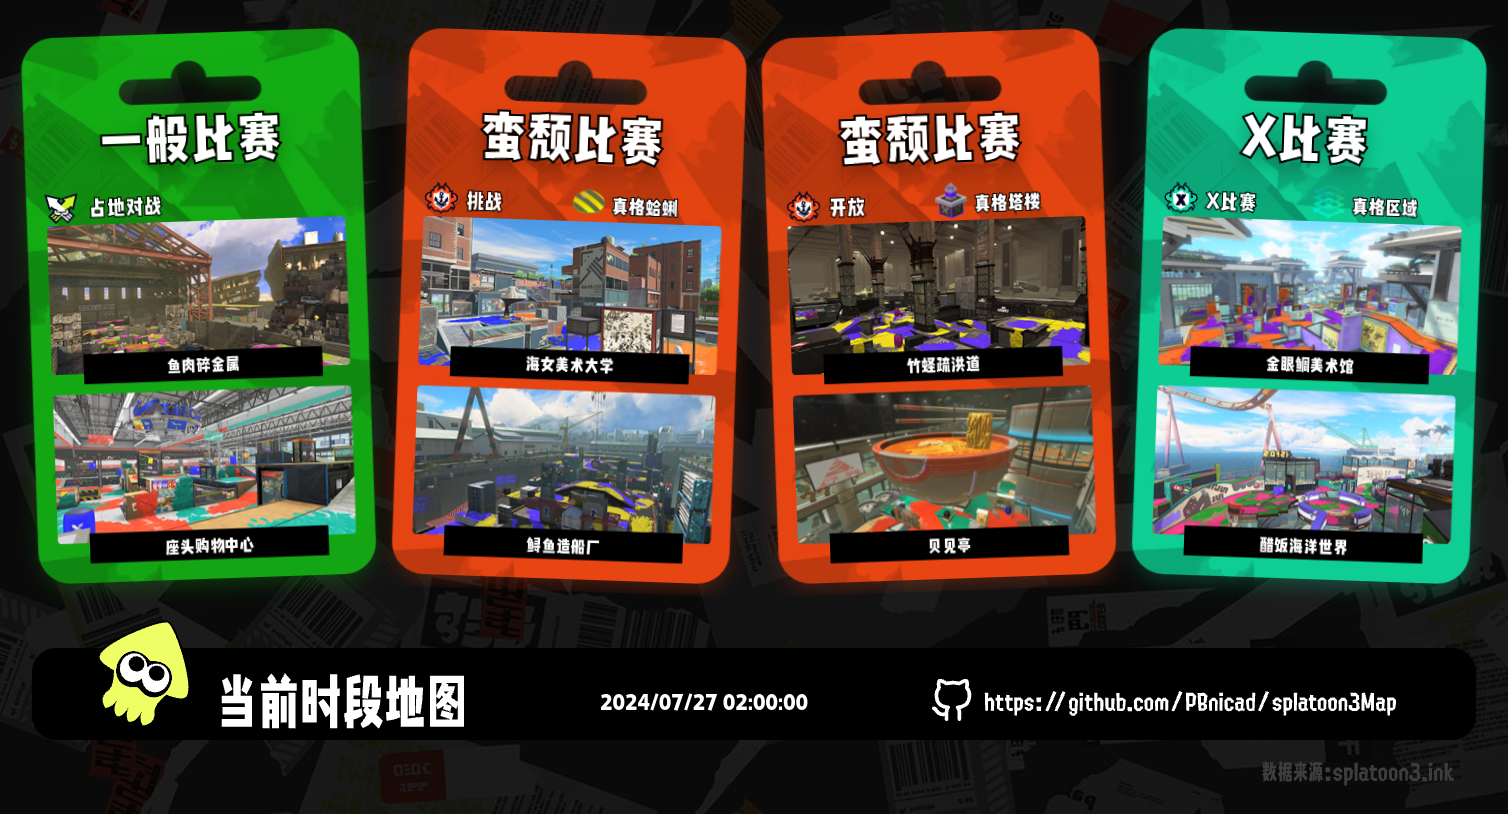 一般比赛
占地对战
鱼肉碎金属
座头购物中心
蛮颓比赛
挑战
真格蛤蜊
海女美术大学
鲟鱼造船厂
蛮颓比赛
开放
真格塔楼
竹蛏疏洪道
贝见亭
X比赛
X比赛
真格区域
金眼鲷美术馆
醋饭海洋世界
当前时段地图
2024/07/27 02:00:00
https://github.com/PBnicad/splatoon3Map
数据来源:splatoon3.ink